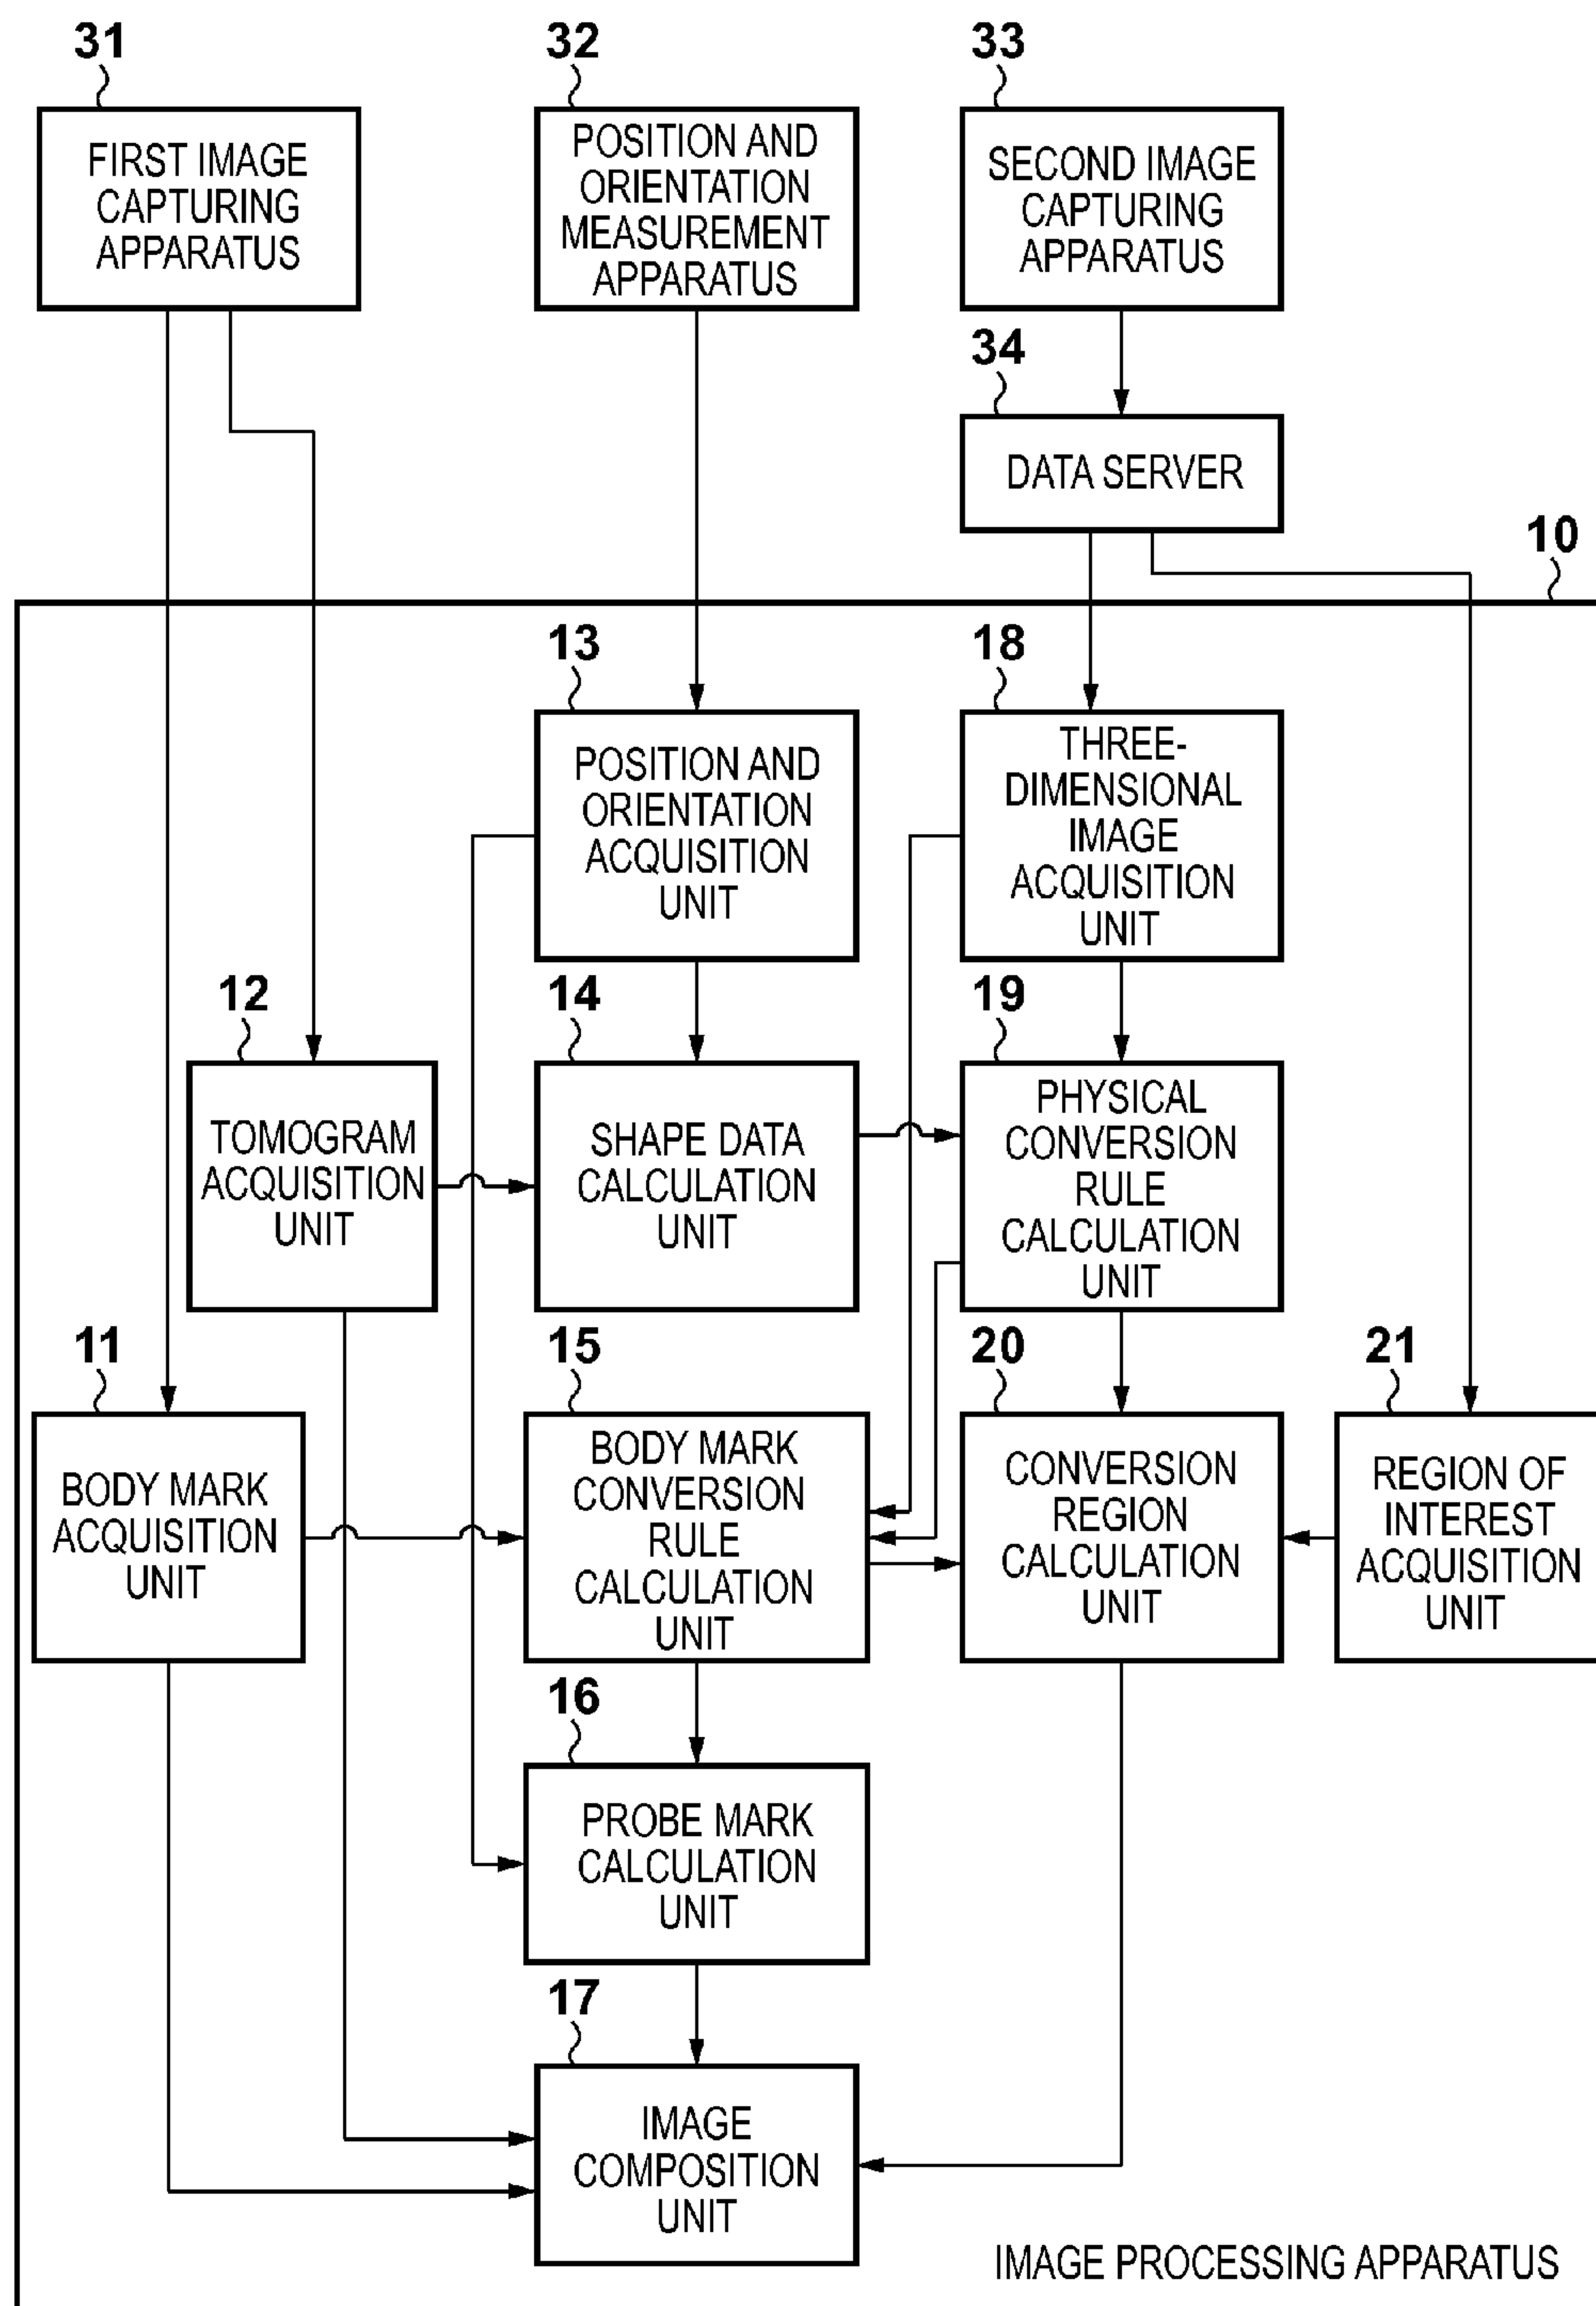 31
32
33
FIRST IMAGE
CAPTURING
APPARATUS
POSITION AND
ORIENTATION
MEASUREMENT
APPARATUS
SECOND IMAGE
CAPTURING
APPARATUS
34
DATA SERVER
10
13
18
POSITION AND
ORIENTATION
ACQUISITION
UNIT
THREE-
DIMENSIONAL
IMAGE
ACQUISITION
UNIT
12
14
19
TOMOGRAM
ACQUISITION
UNIT
SHAPE DATA
CALCULATION
UNIT
PHYSICAL
CONVERSION
RULE
CALCULATION
UNIT
11
15
20
21
BODY MARK
ACQUISITION
UNIT
BODY MARK
CONVERSION
RULE
CALCULATION
UNIT
CONVERSION
REGION
CALCULATION
UNIT
REGION OF
INTEREST
ACQUISITION
UNIT
16
PROBE MARK
CALCULATION
UNIT
17
IMAGE
COMPOSITION
UNIT
IMAGE PROCESSING APPARATUS